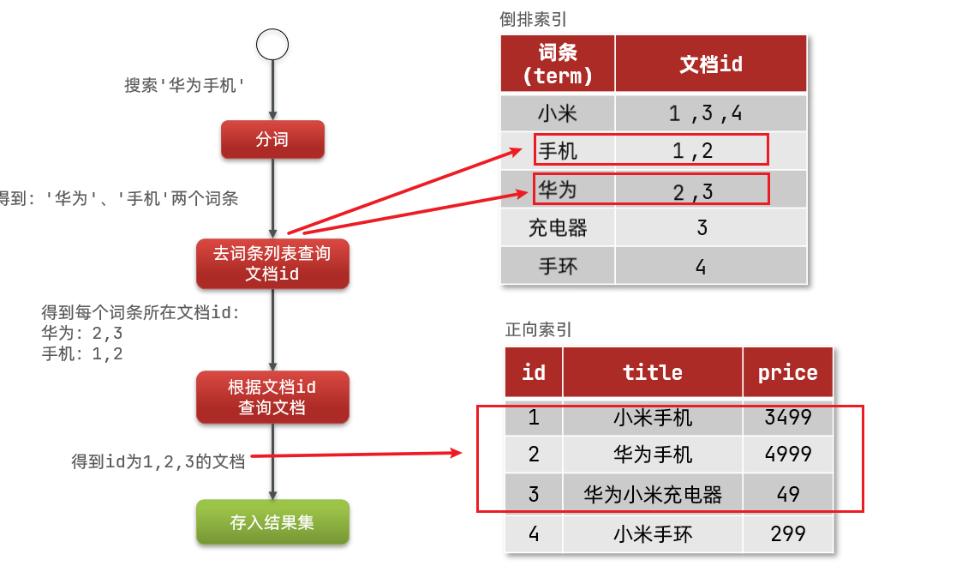 搜索'华为手机'
分词
得到: '华为'、'手机'两个词条
去词条列表查询
文档id
得到每个词条所在文档id:
华为: 2,3
手机: 1,2
根据文档id
查询文档
得到id为1,2,3的文档
存入结果集
倒排索引
词条
(term)
文档id
小米 1 ,3 ,4
手机 1 ,2
华为 2 ,3
充电器 3
手环 4
正向索引
id title price
1 小米手机 3499
2 华为手机 4999
3 华为小米充电器 49
4 小米手环 299